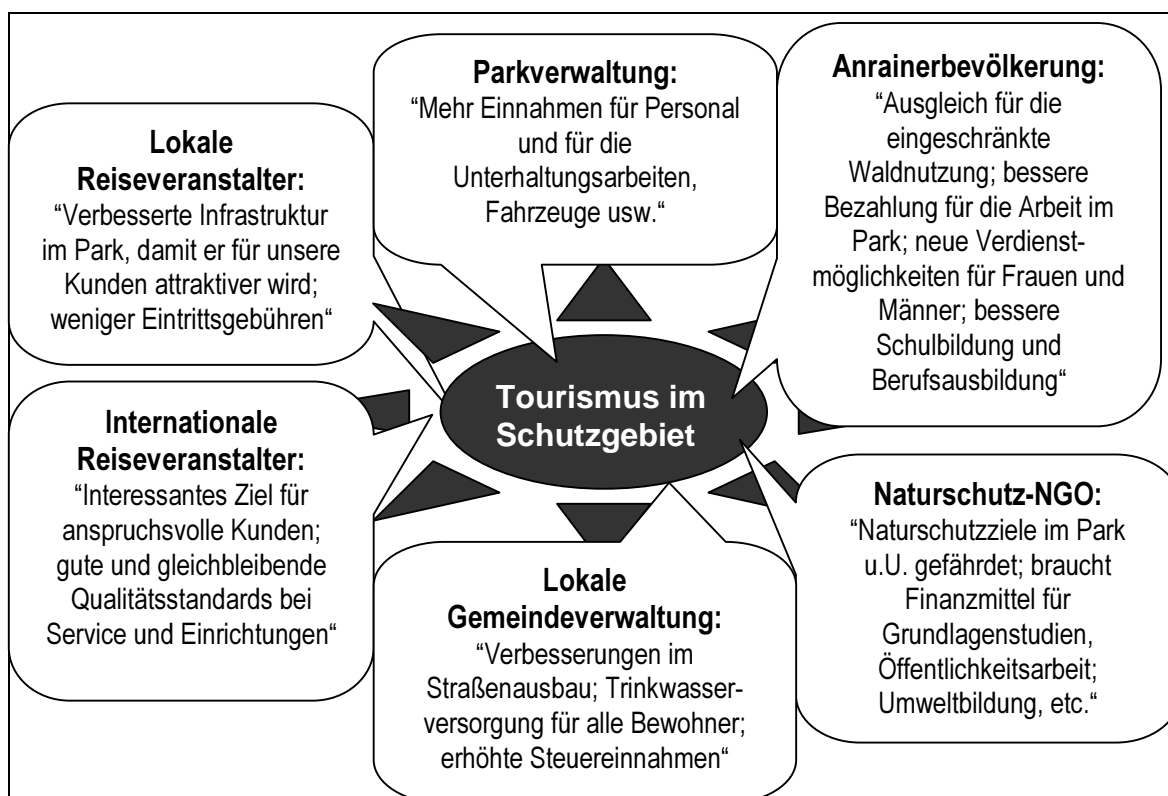 Parkverwaltung:
“Mehr Einnahmen für Personal
und für die
Unterhaltungsarbeiten,
Fahrzeuge usw.“
Anrainerbevölkerung:
“Ausgleich für die
eingeschränkte
Waldnutzung; bessere
Bezahlung für die Arbeit im
Park; neue Verdienst-
möglichkeiten für Frauen und
Männer; bessere
Schulbildung und
Berufsausbildung“
Lokale
Reiseveranstalter:
“Verbesserte Infrastruktur
im Park, damit er für unsere
Kunden attraktiver wird;
weniger Eintrittsgebühren“
Tourismus im
Schutzgebiet
Internationale
Reiseveranstalter:
“Interessantes Ziel für
anspruchsvolle Kunden;
gute und gleichbleibende
Qualitätsstandards bei
Service und Einrichtungen“
Lokale
Gemeindeverwaltung:
“Verbesserungen im
Straßenausbau; Trinkwasser-
versorgung für alle Bewohner;
erhöhte Steuereinnahmen“
Naturschutz-NGO:
“Naturschutzziele im Park
u.U. gefährdet; braucht
Finanzmittel für
Grundlagenstudien,
Öffentlichkeitsarbeit;
Umweltbildung, etc.“